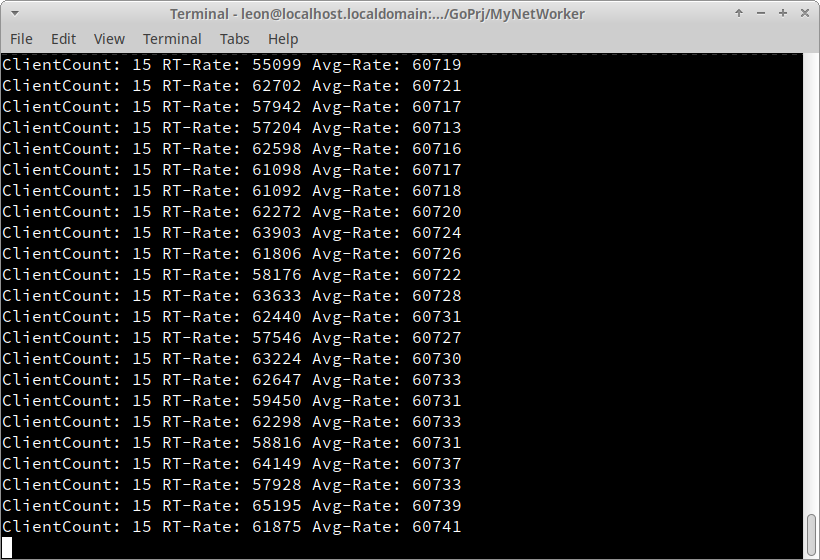 Terminal - leon@localhost.localdomain:.../GoPrj/MyNetWorker
File Edit View Terminal Tabs Help
ClientCount: 15 RT-Rate: 55099 Avg-Rate: 60719
ClientCount: 15 RT-Rate: 62702 Avg-Rate: 60721
ClientCount: 15 RT-Rate: 57942 Avg-Rate: 60717
ClientCount: 15 RT-Rate: 57204 Avg-Rate: 60713
ClientCount: 15 RT-Rate: 62598 Avg-Rate: 60716
ClientCount: 15 RT-Rate: 61098 Avg-Rate: 60717
ClientCount: 15 RT-Rate: 61092 Avg-Rate: 60718
ClientCount: 15 RT-Rate: 62272 Avg-Rate: 60720
ClientCount: 15 RT-Rate: 63903 Avg-Rate: 60724
ClientCount: 15 RT-Rate: 61806 Avg-Rate: 60726
ClientCount: 15 RT-Rate: 58176 Avg-Rate: 60722
ClientCount: 15 RT-Rate: 63633 Avg-Rate: 60728
ClientCount: 15 RT-Rate: 62440 Avg-Rate: 60731
ClientCount: 15 RT-Rate: 57546 Avg-Rate: 60727
ClientCount: 15 RT-Rate: 63224 Avg-Rate: 60730
ClientCount: 15 RT-Rate: 62647 Avg-Rate: 60733
ClientCount: 15 RT-Rate: 59450 Avg-Rate: 60731
ClientCount: 15 RT-Rate: 62298 Avg-Rate: 60733
ClientCount: 15 RT-Rate: 58816 Avg-Rate: 60731
ClientCount: 15 RT-Rate: 64149 Avg-Rate: 60737
ClientCount: 15 RT-Rate: 57928 Avg-Rate: 60733
ClientCount: 15 RT-Rate: 65195 Avg-Rate: 60739
ClientCount: 15 RT-Rate: 61875 Avg-Rate: 60741